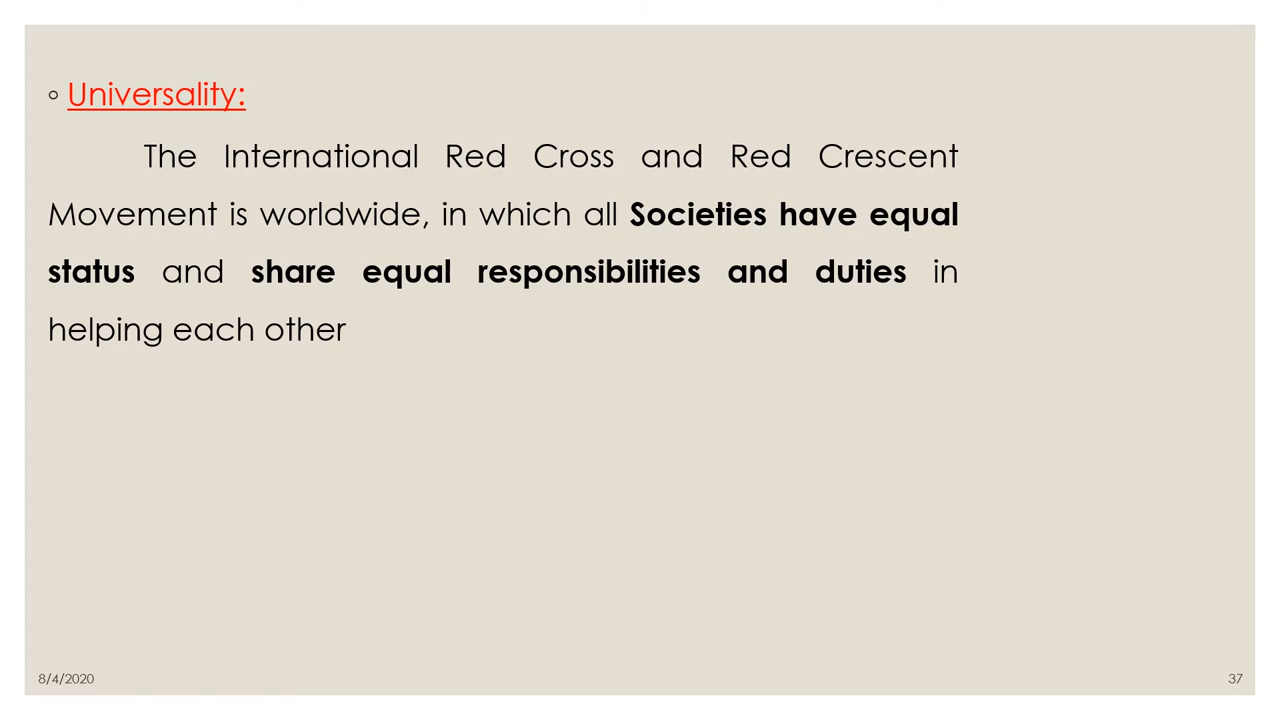 ◦ Universality:
The International Red Cross and Red Crescent
Movement is worldwide, in which all Societies have equal
status and share equal responsibilities and duties in
helping each other
8/4/2020
37